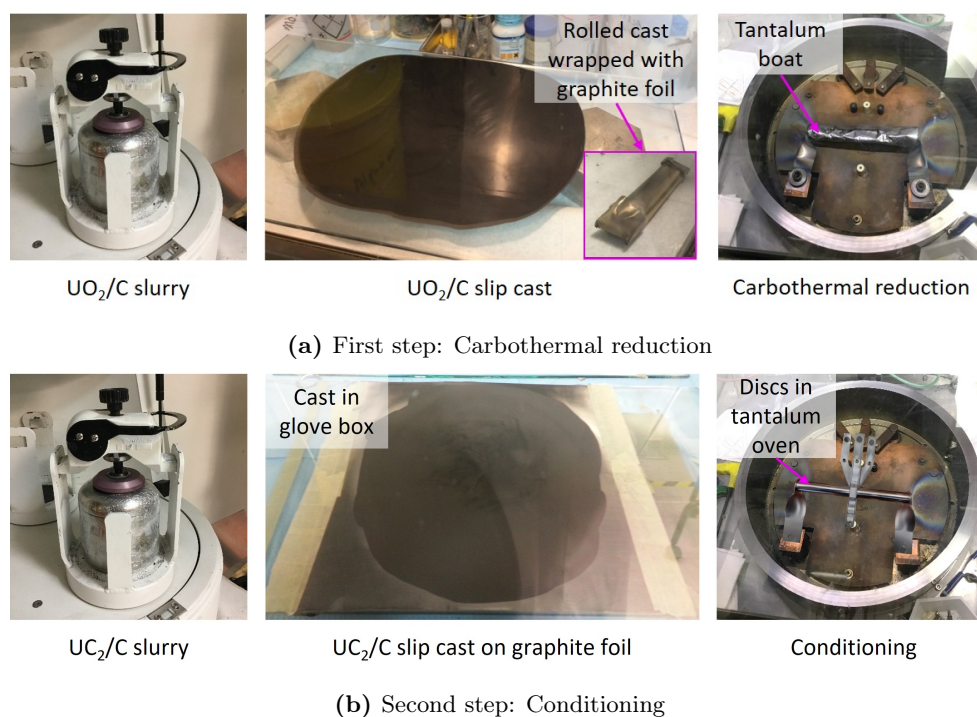 Rolled cast
wrapped with
graphite foil
Tantalum
boat
UO₂/C slurry
UO₂/C slip cast
Carbothermal reduction
(a) First step: Carbothermal reduction
Cast in
glove box
Discs in
tantalum
oven
UC₂/C slurry
UC₂/C slip cast on graphite foil
Conditioning
(b) Second step: Conditioning